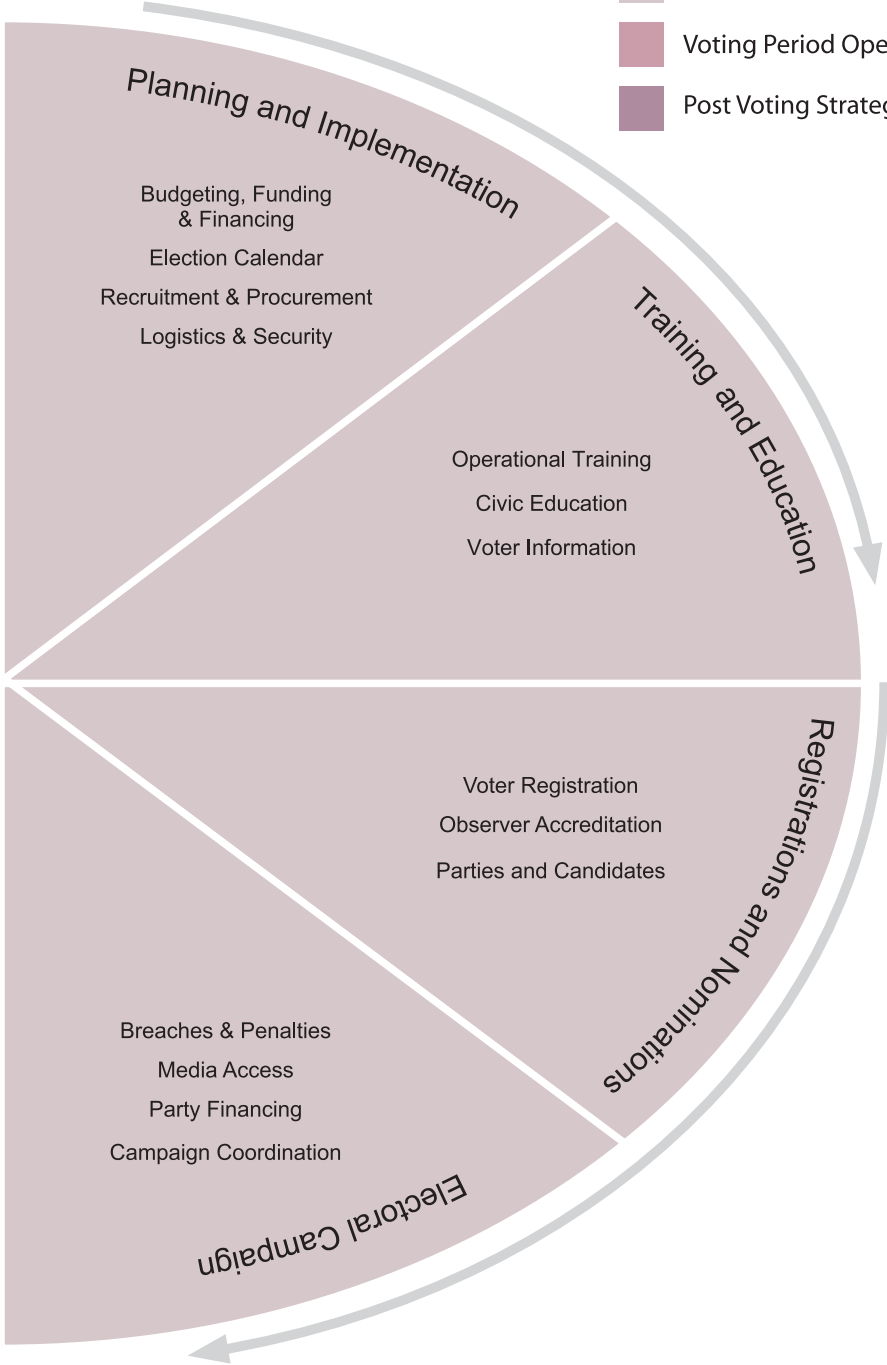 Voting Period Ope
Post Voting Strateg
Planning and Implementation
Budgeting, Funding
& Financing
Election Calendar
Recruitment & Procurement
Logistics & Security
Training and Education
Operational Training
Civic Education
Voter Information
Registrations and Nominations
Voter Registration
Observer Accreditation
Parties and Candidates
Breaches & Penalties
Media Access
Party Financing
Campaign Coordination
Electoral Campaign